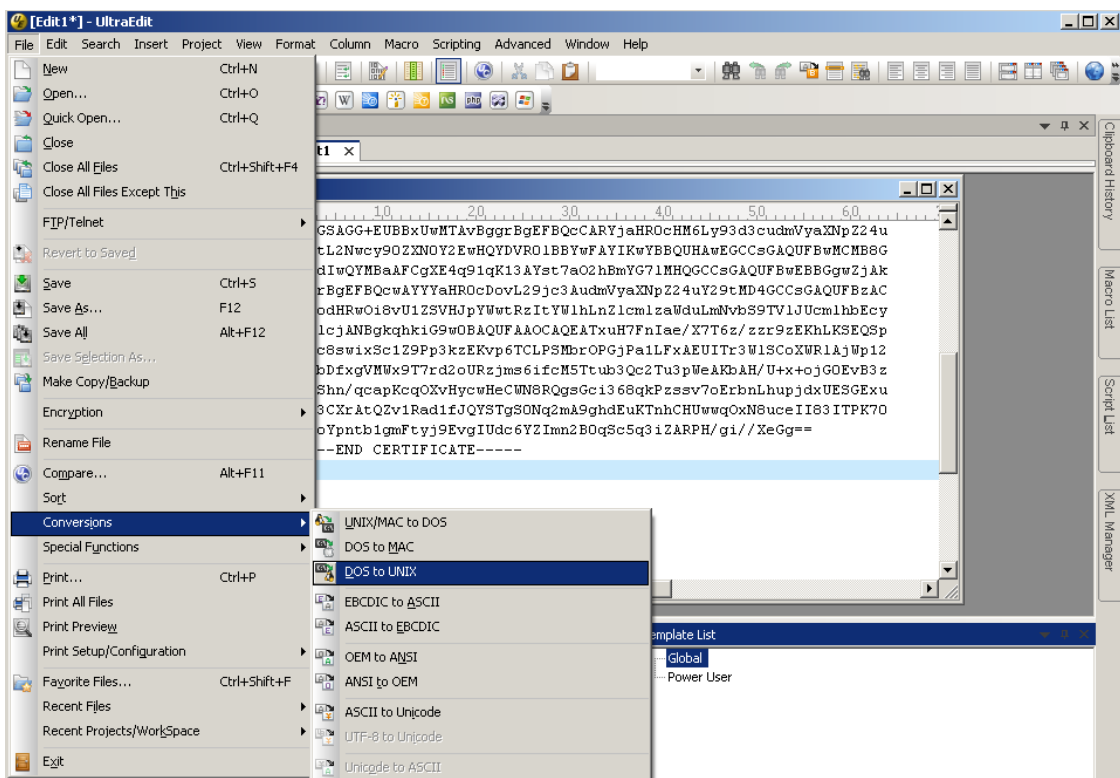 [Edit1*] - UltraEdit
File Edit Search Insert Project View Format Column Macro Scripting Advanced Window Help
New Ctrl+N
Open... Ctrl+O
Quick Open... Ctrl+Q
Close
Close All Files Ctrl+Shift+F4
Close All Files Except This
FTP/Telnet
Revert to Saved
Save Ctrl+S
Save As... F12
Save All Alt+F12
Save Selection As...
Make Copy/Backup
Encryption
Rename File
Compare... Alt+F11
Sort
Conversions
Special Functions
Print... Ctrl+P
Print All Files
Print Preview
Print Setup/Configuration
Favorite Files... Ctrl+Shift+F
Recent Files
Recent Projects/WorkSpace
Exit
UNIX/MAC to DOS
DOS to MAC
DOS to UNIX
EBCDIC to ASCII
ASCII to EBCDIC
OEM to ANSI
ANSI to OEM
ASCII to Unicode
UTF-8 to Unicode
Unicode to ASCII
t1
10 20 30 40 50 60
GSAGG+EUBBxUwMTAvBggrBgEFBQcCARYjaHR0cHM6Ly93d3cudmVyaXNpZ24u
tL2Nwcy90ZXN0Y2EwHQYDVR0lBBYwFAYIKwYBBQUHAwEGCCsGAQUFBwMCMB8G
dIwQYMBaAFCgXE4q91qK13AYst7aO2hBmYG71MHQGCCsGAQUFBwEBBGgwZjAk
rBgEFBQcwAYYYaHR0cDovL29jc3AudmVyaXNpZ24uY29tMD4GCCsGAQUFBzAC
odHRwOi8vU1ZSVHJpYWwtRzItYWlhLnZlcmlzaWduLmNvbS9TVlJUcmlhbEcy
lcjANBgkqhkiG9w0BAQUFAAOCAQEATxuH7FnIae/X7T6z/zzr9zEKhLKSEQSp
c8swixSc1Z9Pp3kzEKvp6TCLPSMbrOPGjPa1LFxAEUITr3WlSCoXWRlAjWp12
bDfxgVMWx9T7rd2oURzjms6ifcM5Ttub3Qc2Tu3pWeAKbAH/U+x+ojGOEvB3z
Shn/qcapKcqOXvHycwHeCWN8RQgsGci368qkPzssv7oErbnLhupjdxUESGExu
3CXrAtQZv1Rad1fJQYSTgSONq2mA9ghdEuKTnhCHUwwqOxN8uceII83ITPK70
oYpntb1gmFtyj9EvgIUdc6YZImn2B0qSc5q3iZARPH/gi//XeGg==
--END CERTIFICATE-----
emplate List
Global
Power User
Clipboard History
Macro List
Script List
XML Manager